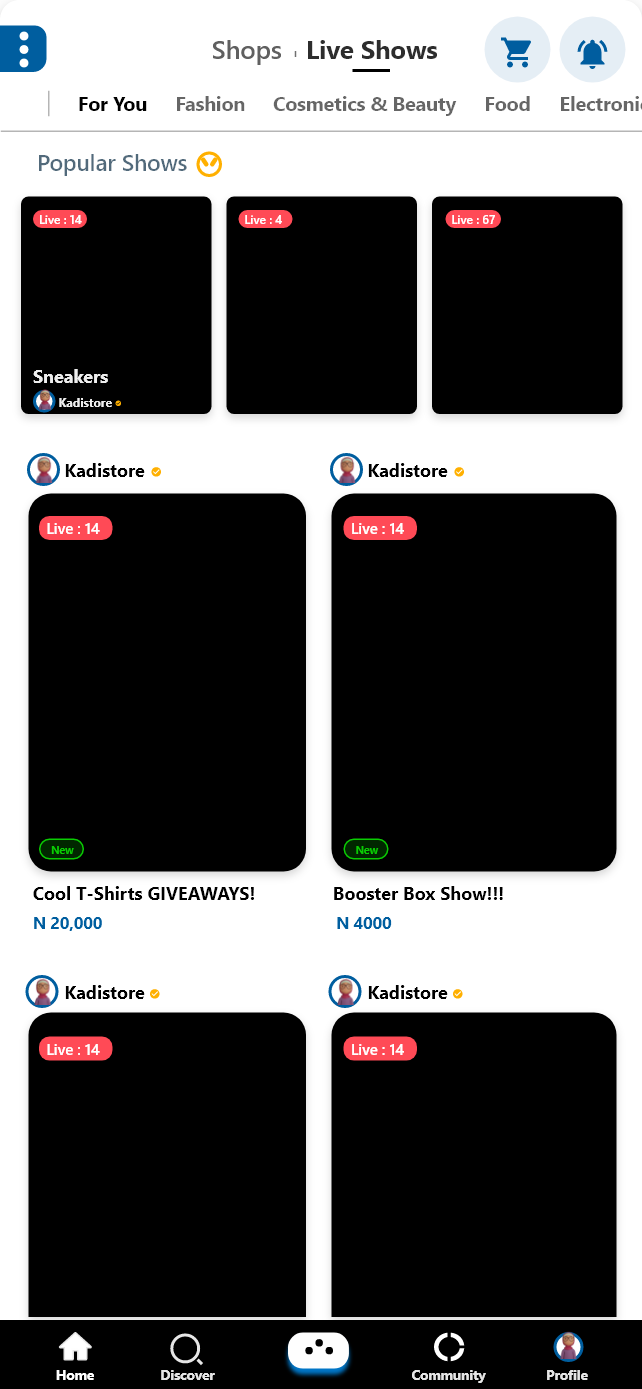 Shops Live Shows
For You Fashion Cosmetics & Beauty Food Electroni
Popular Shows
Live : 14 Live : 4 Live : 67
Sneakers
Kadistore
Kadistore Kadistore
Live : 14 Live : 14
New New
Cool T-Shirts GIVEAWAYS! Booster Box Show!!!
N 20,000 N 4000
Kadistore Kadistore
Live : 14 Live : 14
Home Discover Community Profile